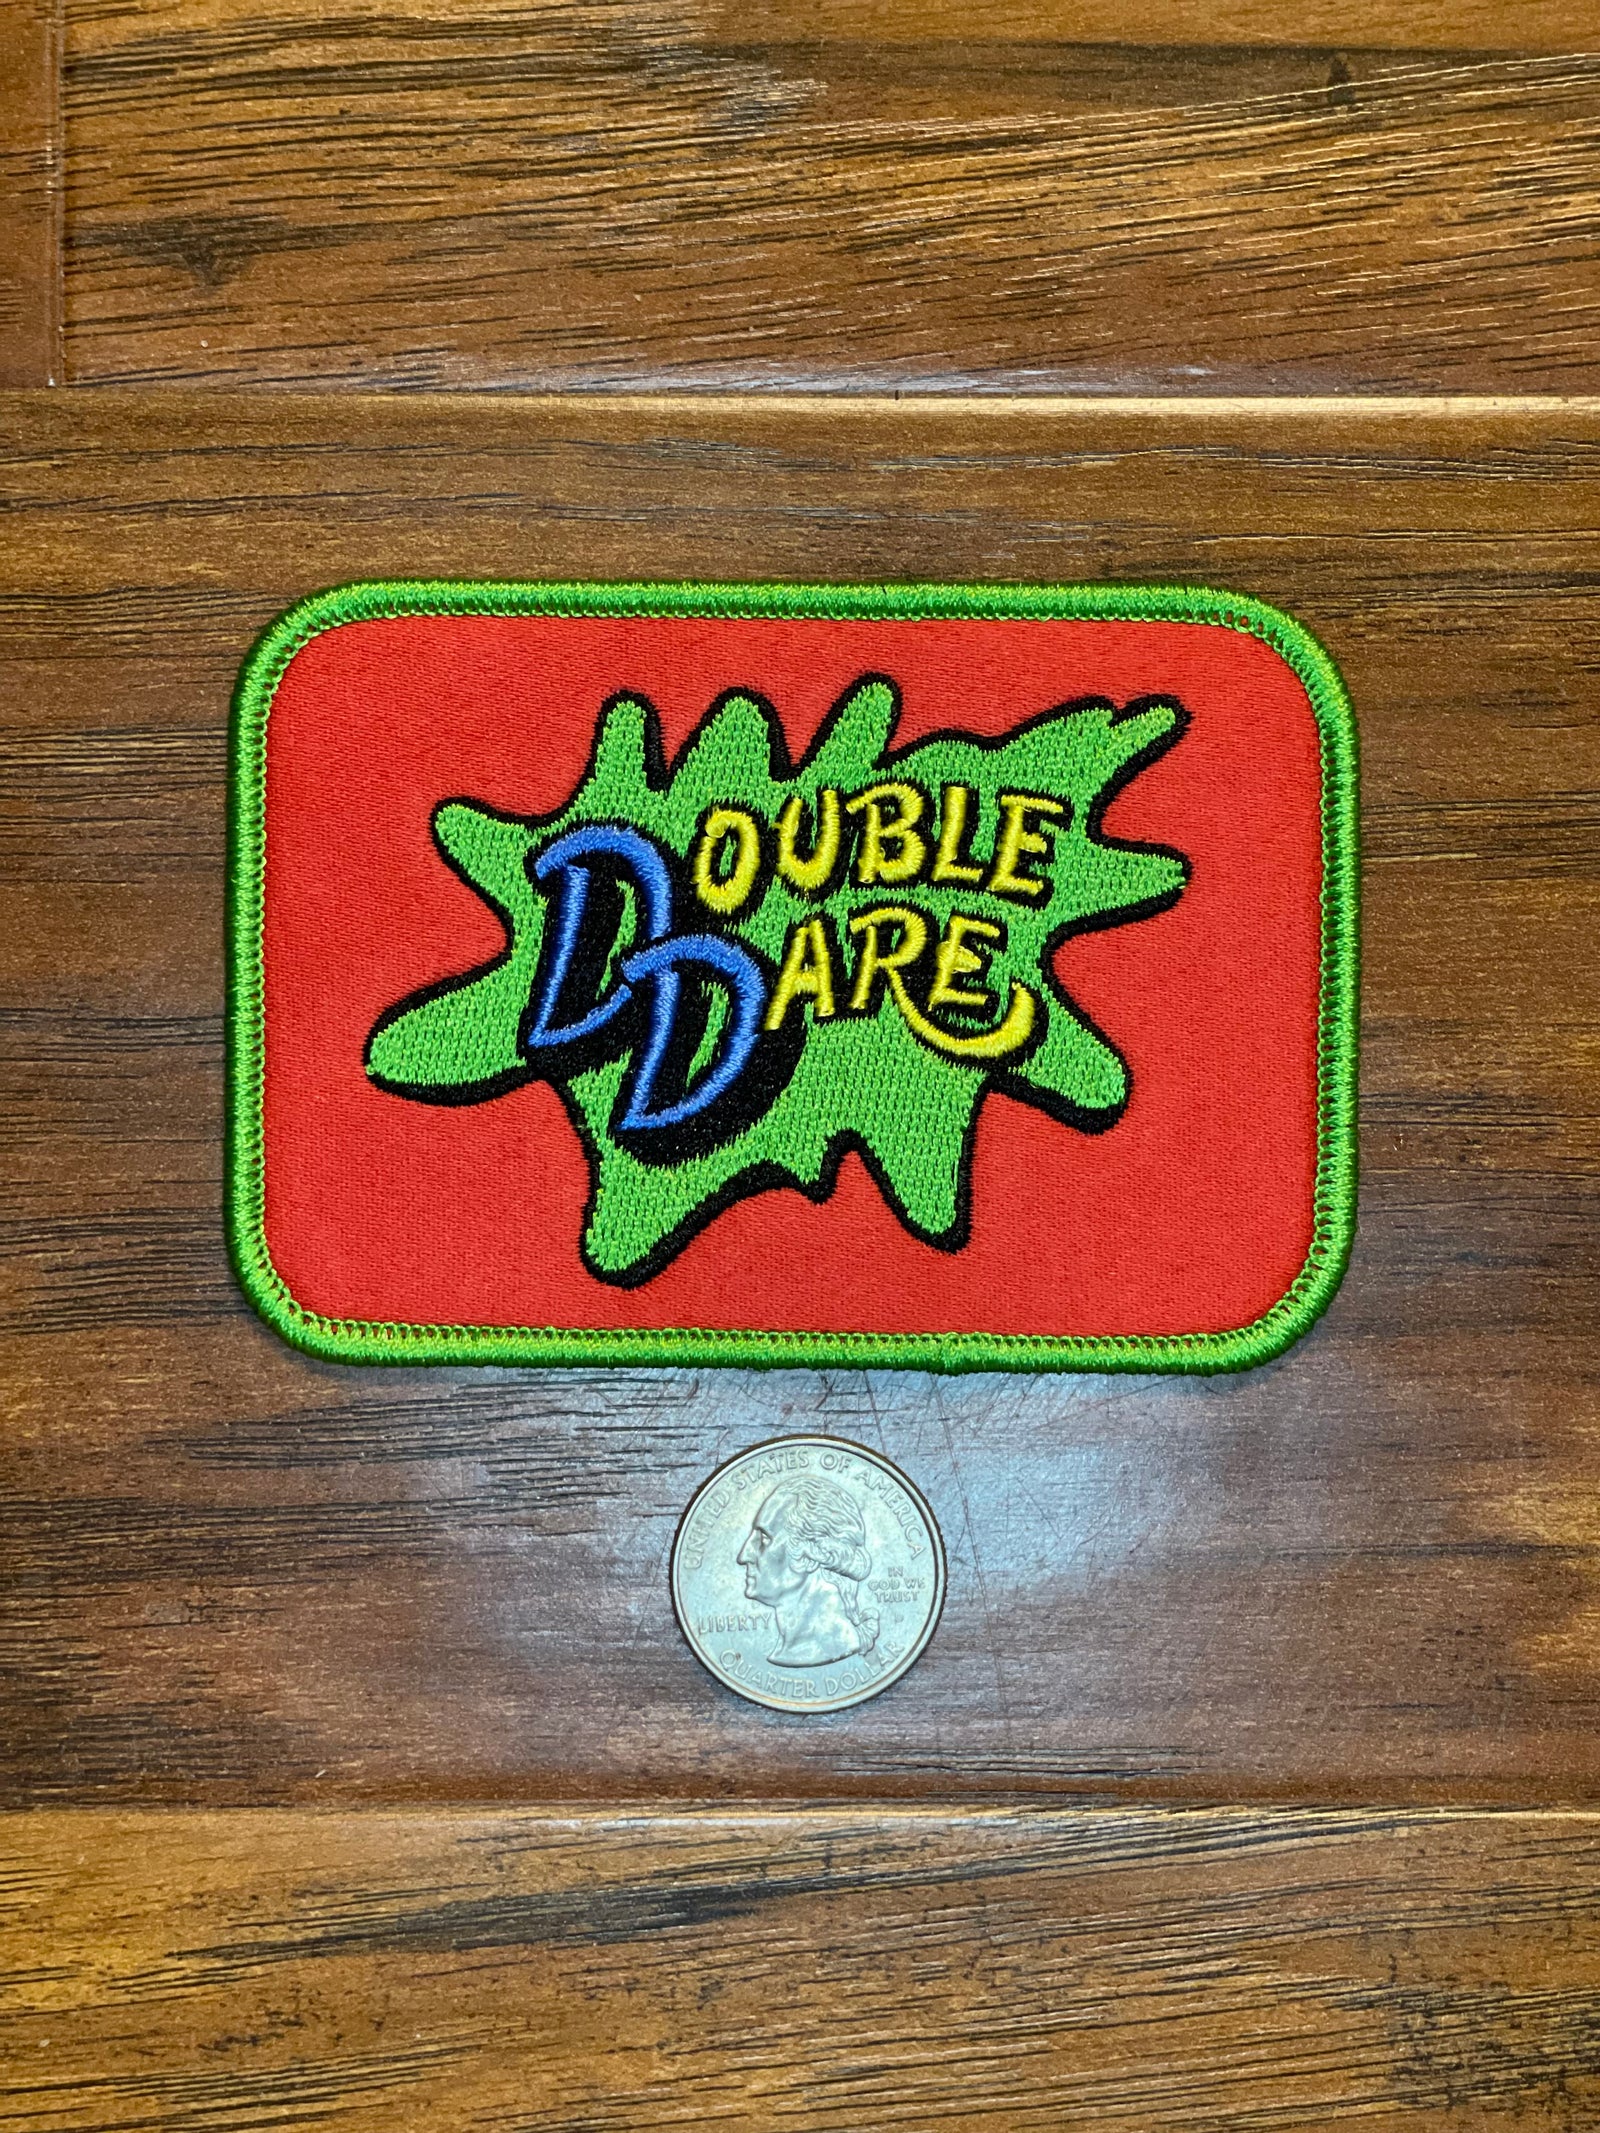 DOUBLE
DARE
UNITED STATES OF AMERICA
IN
GOD WE
TRUST
D
LIBERTY
QUARTER DOLLAR